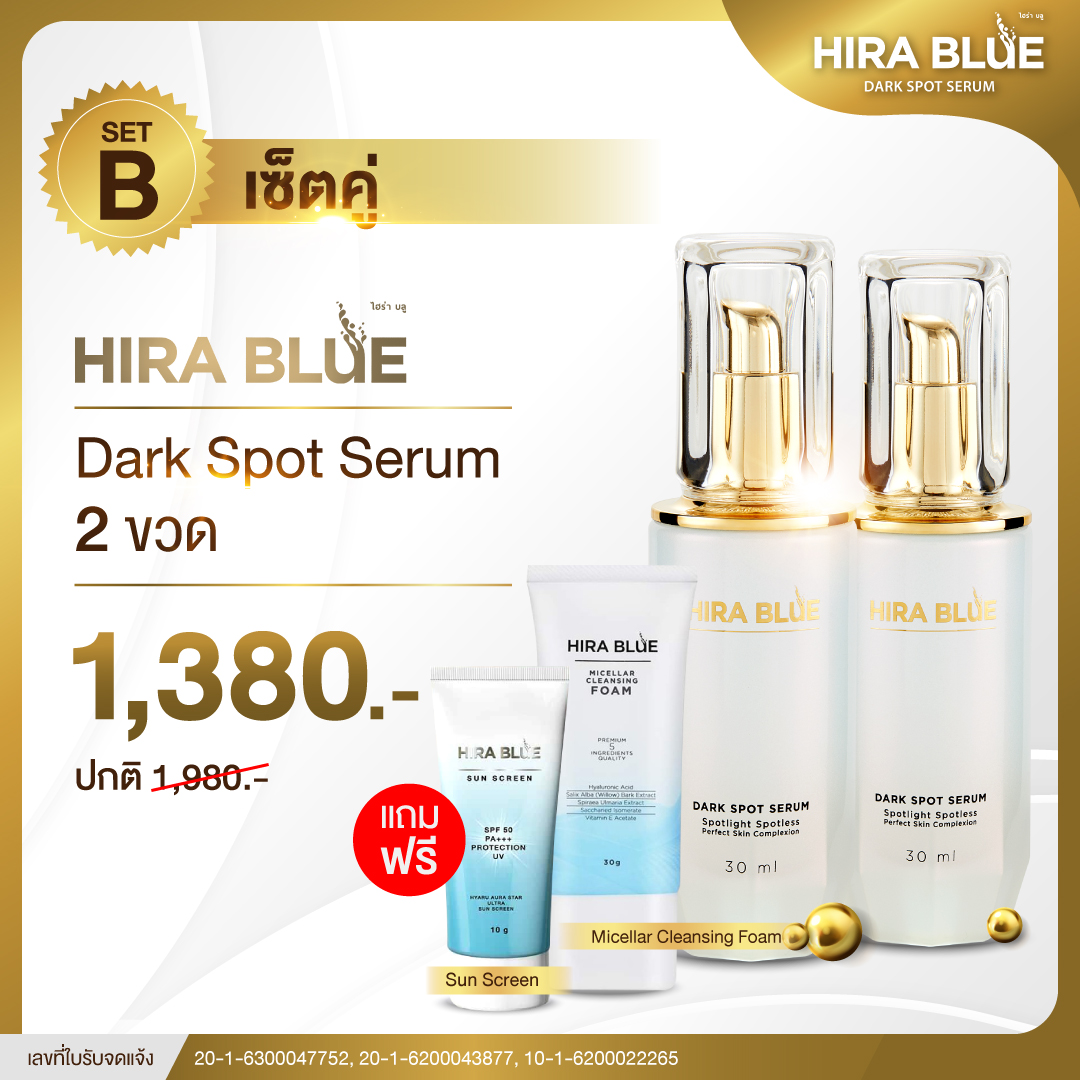 ไฮร่า บลู
HIRA BLUE
DARK SPOT SERUM
SET
B
เซ็ตคู่
ไฮร่า บลู
HIRA BLUE
Dark Spot Serum
2 ขวด
1,380.-
ปกติ 1,980.-
แถม
ฟรี
HIRA BLUE
SUN SCREEN
SPF 50
PA+++
PROTECTION
UV
HYARU AURA STAR
ULTRA
SUN SCREEN
10 g
Sun Screen
HIRA BLUE
MICELLAR
CLEANSING
FOAM
PREMIUM
5
INGREDIENTS
QUALITY
Hyaluronic Acid
Salix Alba (Willow) Bark Extract
Spiraea Ulmaria Extract
Saccharied Isomerate
Vitamin E Acetate
30g
Micellar Cleansing Foam
HIRA BLUE
DARK SPOT SERUM
Spotlight Spotless
Perfect Skin Complexion
30 ml
HIRA BLUE
DARK SPOT SERUM
Spotlight Spotless
Perfect Skin Complexion
30 ml
เลขที่ใบรับจดแจ้ง 20-1-6300047752, 20-1-6200043877, 10-1-6200022265